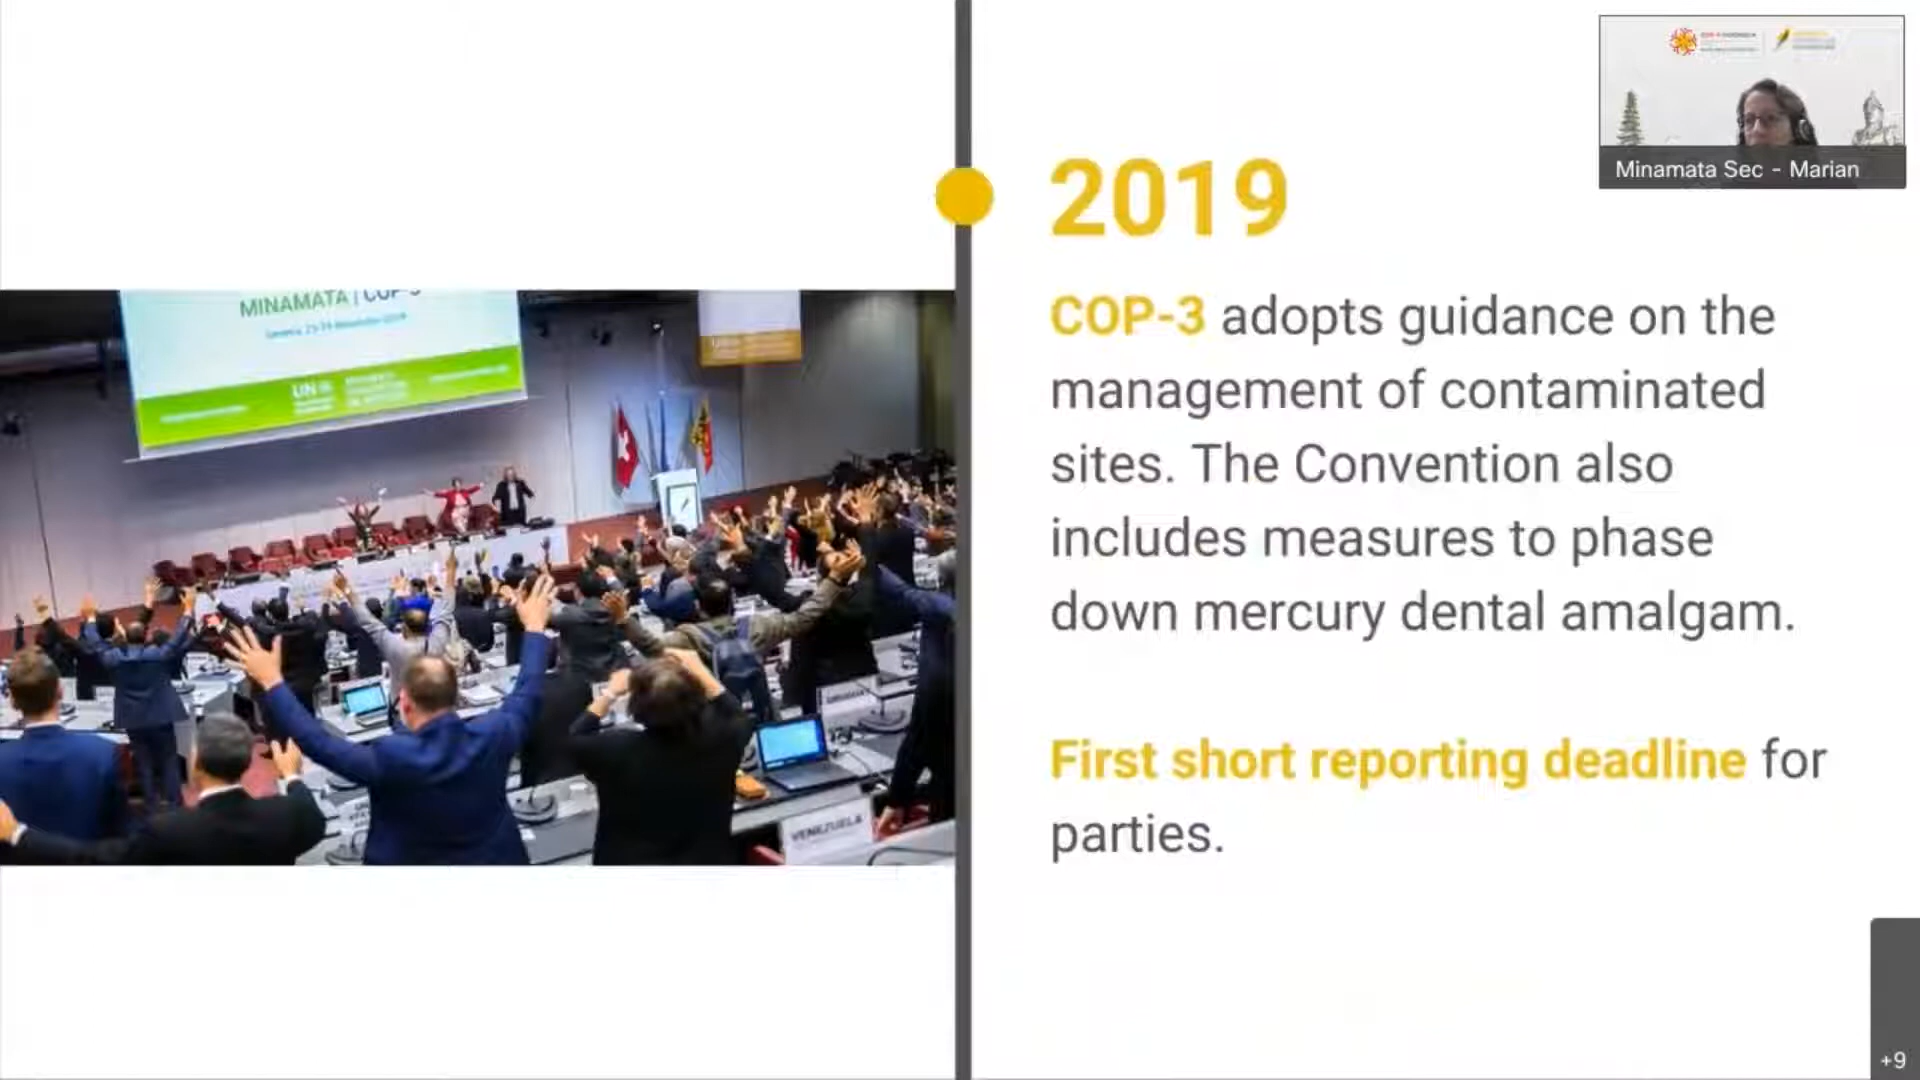 MINAMATA | COP-3
UN
VENEZUELA
2019
COP-3 adopts guidance on the
management of contaminated
sites. The Convention also
includes measures to phase
down mercury dental amalgam.
First short reporting deadline for
parties.
Minamata Sec - Marian
+9